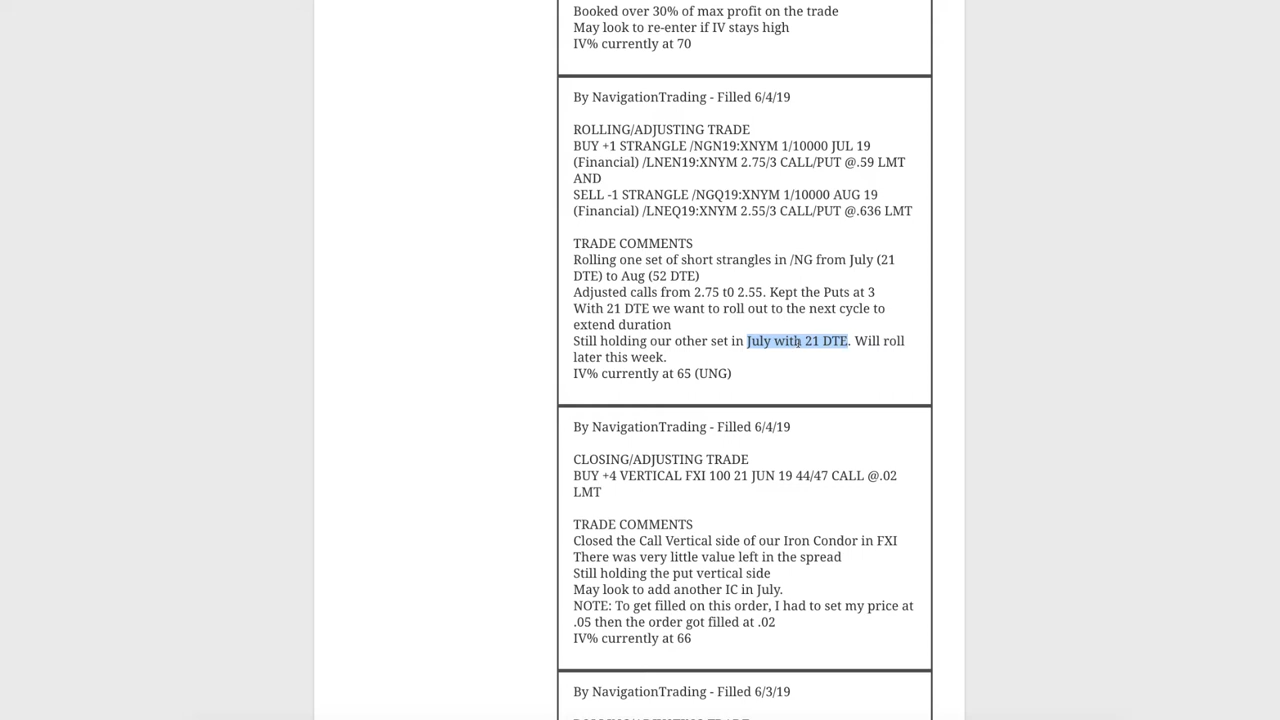 Booked over 30% of max profit on the trade
May look to re-enter if IV stays high
IV% currently at 70
By NavigationTrading - Filled 6/4/19
ROLLING/ADJUSTING TRADE
BUY +1 STRANGLE /NGN19:XNYM 1/10000 JUL 19
(Financial) /LNEN19:XNYM 2.75/3 CALL/PUT @.59 LMT
AND
SELL -1 STRANGLE /NGQ19:XNYM 1/10000 AUG 19
(Financial) /LNEQ19:XNYM 2.55/3 CALL/PUT @.636 LMT
TRADE COMMENTS
Rolling one set of short strangles in /NG from July (21
DTE) to Aug (52 DTE)
Adjusted calls from 2.75 t0 2.55. Kept the Puts at 3
With 21 DTE we want to roll out to the next cycle to
extend duration
Still holding our other set in July with 21 DTE. Will roll
later this week.
IV% currently at 65 (UNG)
By NavigationTrading - Filled 6/4/19
CLOSING/ADJUSTING TRADE
BUY +4 VERTICAL FXI 100 21 JUN 19 44/47 CALL @.02
LMT
TRADE COMMENTS
Closed the Call Vertical side of our Iron Condor in FXI
There was very little value left in the spread
Still holding the put vertical side
May look to add another IC in July.
NOTE: To get filled on this order, I had to set my price at
.05 then the order got filled at .02
IV% currently at 66
By NavigationTrading - Filled 6/3/19